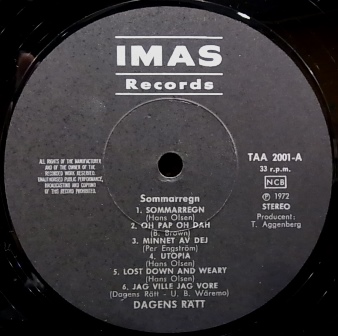 IMAS
Records
ALL RIGHTS OF THE MANUFACTURER
AND OF THE OWNER OF THE
RECORDED WORK RESERVED.
UNAUTHORISED PUBLIC PERFORMANCE,
BROADCASTING AND COPYING
OF THIS RECORD PROHIBITED.
TAA 2001-A
33 r.p.m.
NCB
Ⓟ 1972
STEREO
Producent:
T. Aggenberg
Sommarregn
1. SOMMARREGN
(Hans Olsen)
2. OH PAP OH DAH
(B. Brown)
3. MINNET AV DEJ
(Per Engström)
4. UTOPIA
(Hans Olsen)
5. LOST DOWN AND WEARY
(Hans Olsen)
6. JAG VILLE JAG VORE
(Dagens Rätt - U. B. Wäremo)
DAGENS RÄTT